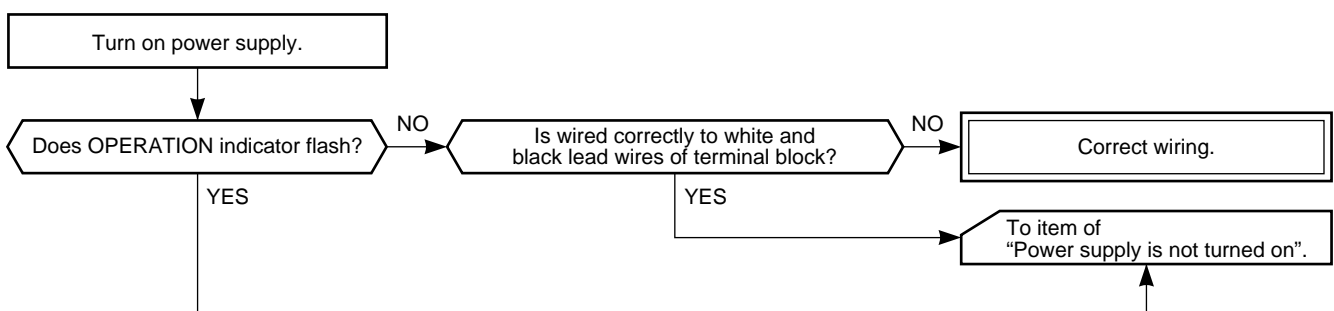 Turn on power supply.
Does OPERATION indicator flash?
NO
Is wired correctly to white and
black lead wires of terminal block?
NO
Correct wiring.
YES
YES
To item of
“Power supply is not turned on”.